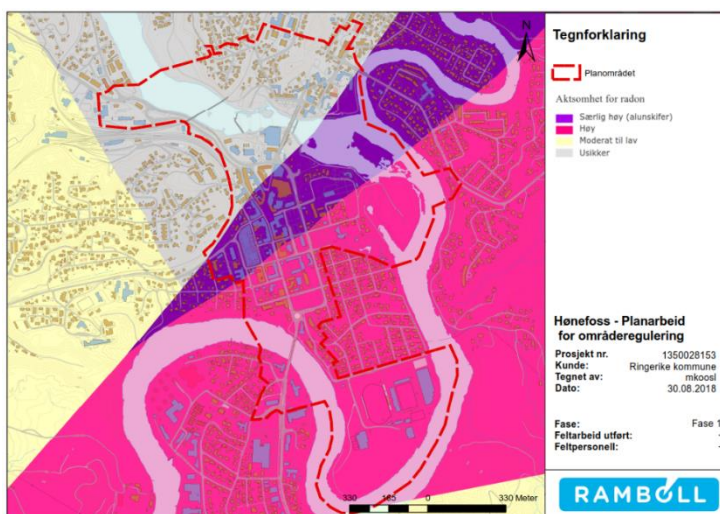 N
Tegnforklaring
Planområdet
Aktsomhet for radon
Særlig høy (alunskifer)
Høy
Moderat til lav
Usikker
Hønefoss - Planarbeid
for områderegulering
Prosjekt nr. 1350028153
Kunde: Ringerike kommune
Tegnet av: mkoosl
Dato: 30.08.2018
Fase: Fase 1
Feltarbeid utført: -
Feltpersonell: -
330 165 0 330 Meter
RAMBOLL